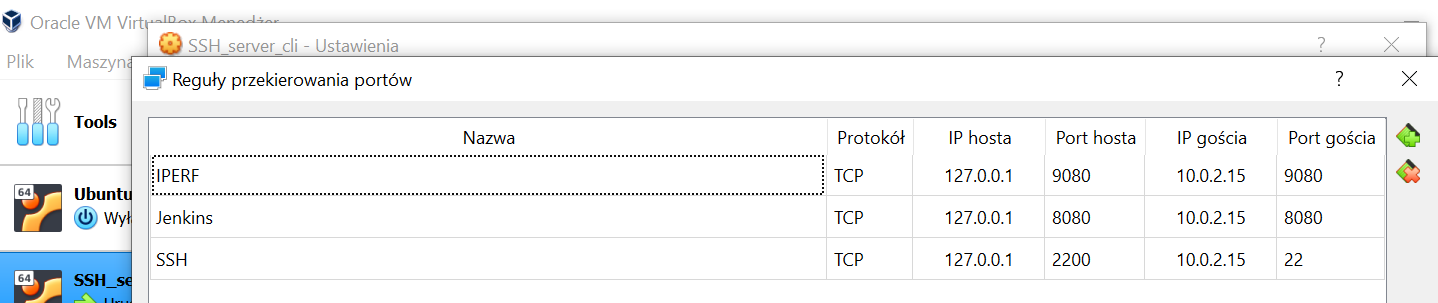 Oracle VM VirtualBox Menedżer
SSH_server_cli - Ustawienia
?
Plik Maszyna
Reguły przekierowania portów
?
Tools
Nazwa Protokół IP hosta Port hosta IP gościa Port gościa
IPERF TCP 127.0.0.1 9080 10.0.2.15 9080
64 Ubuntu
Wył
Jenkins TCP 127.0.0.1 8080 10.0.2.15 8080
SSH TCP 127.0.0.1 2200 10.0.2.15 22
64 SSH_se